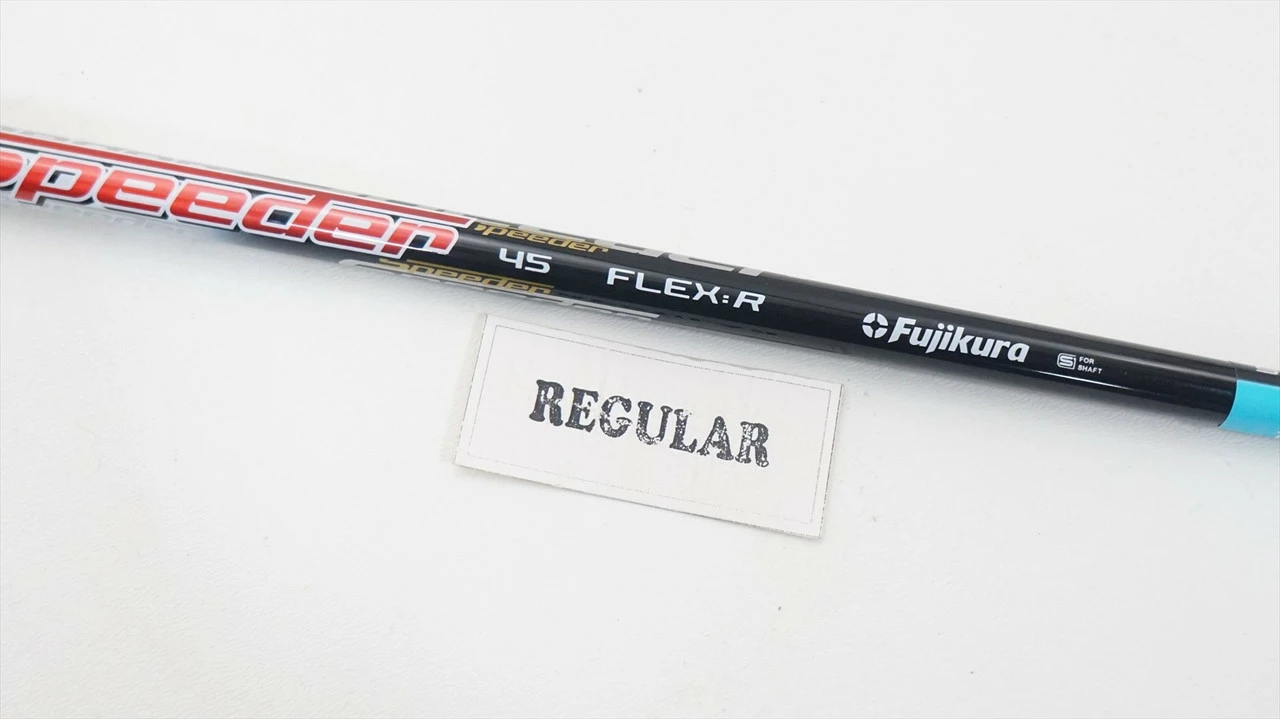 Speeder
Speeder
45 FLEX:R
Speeder
Fujikura
S FOR
SHAFT
REGULAR